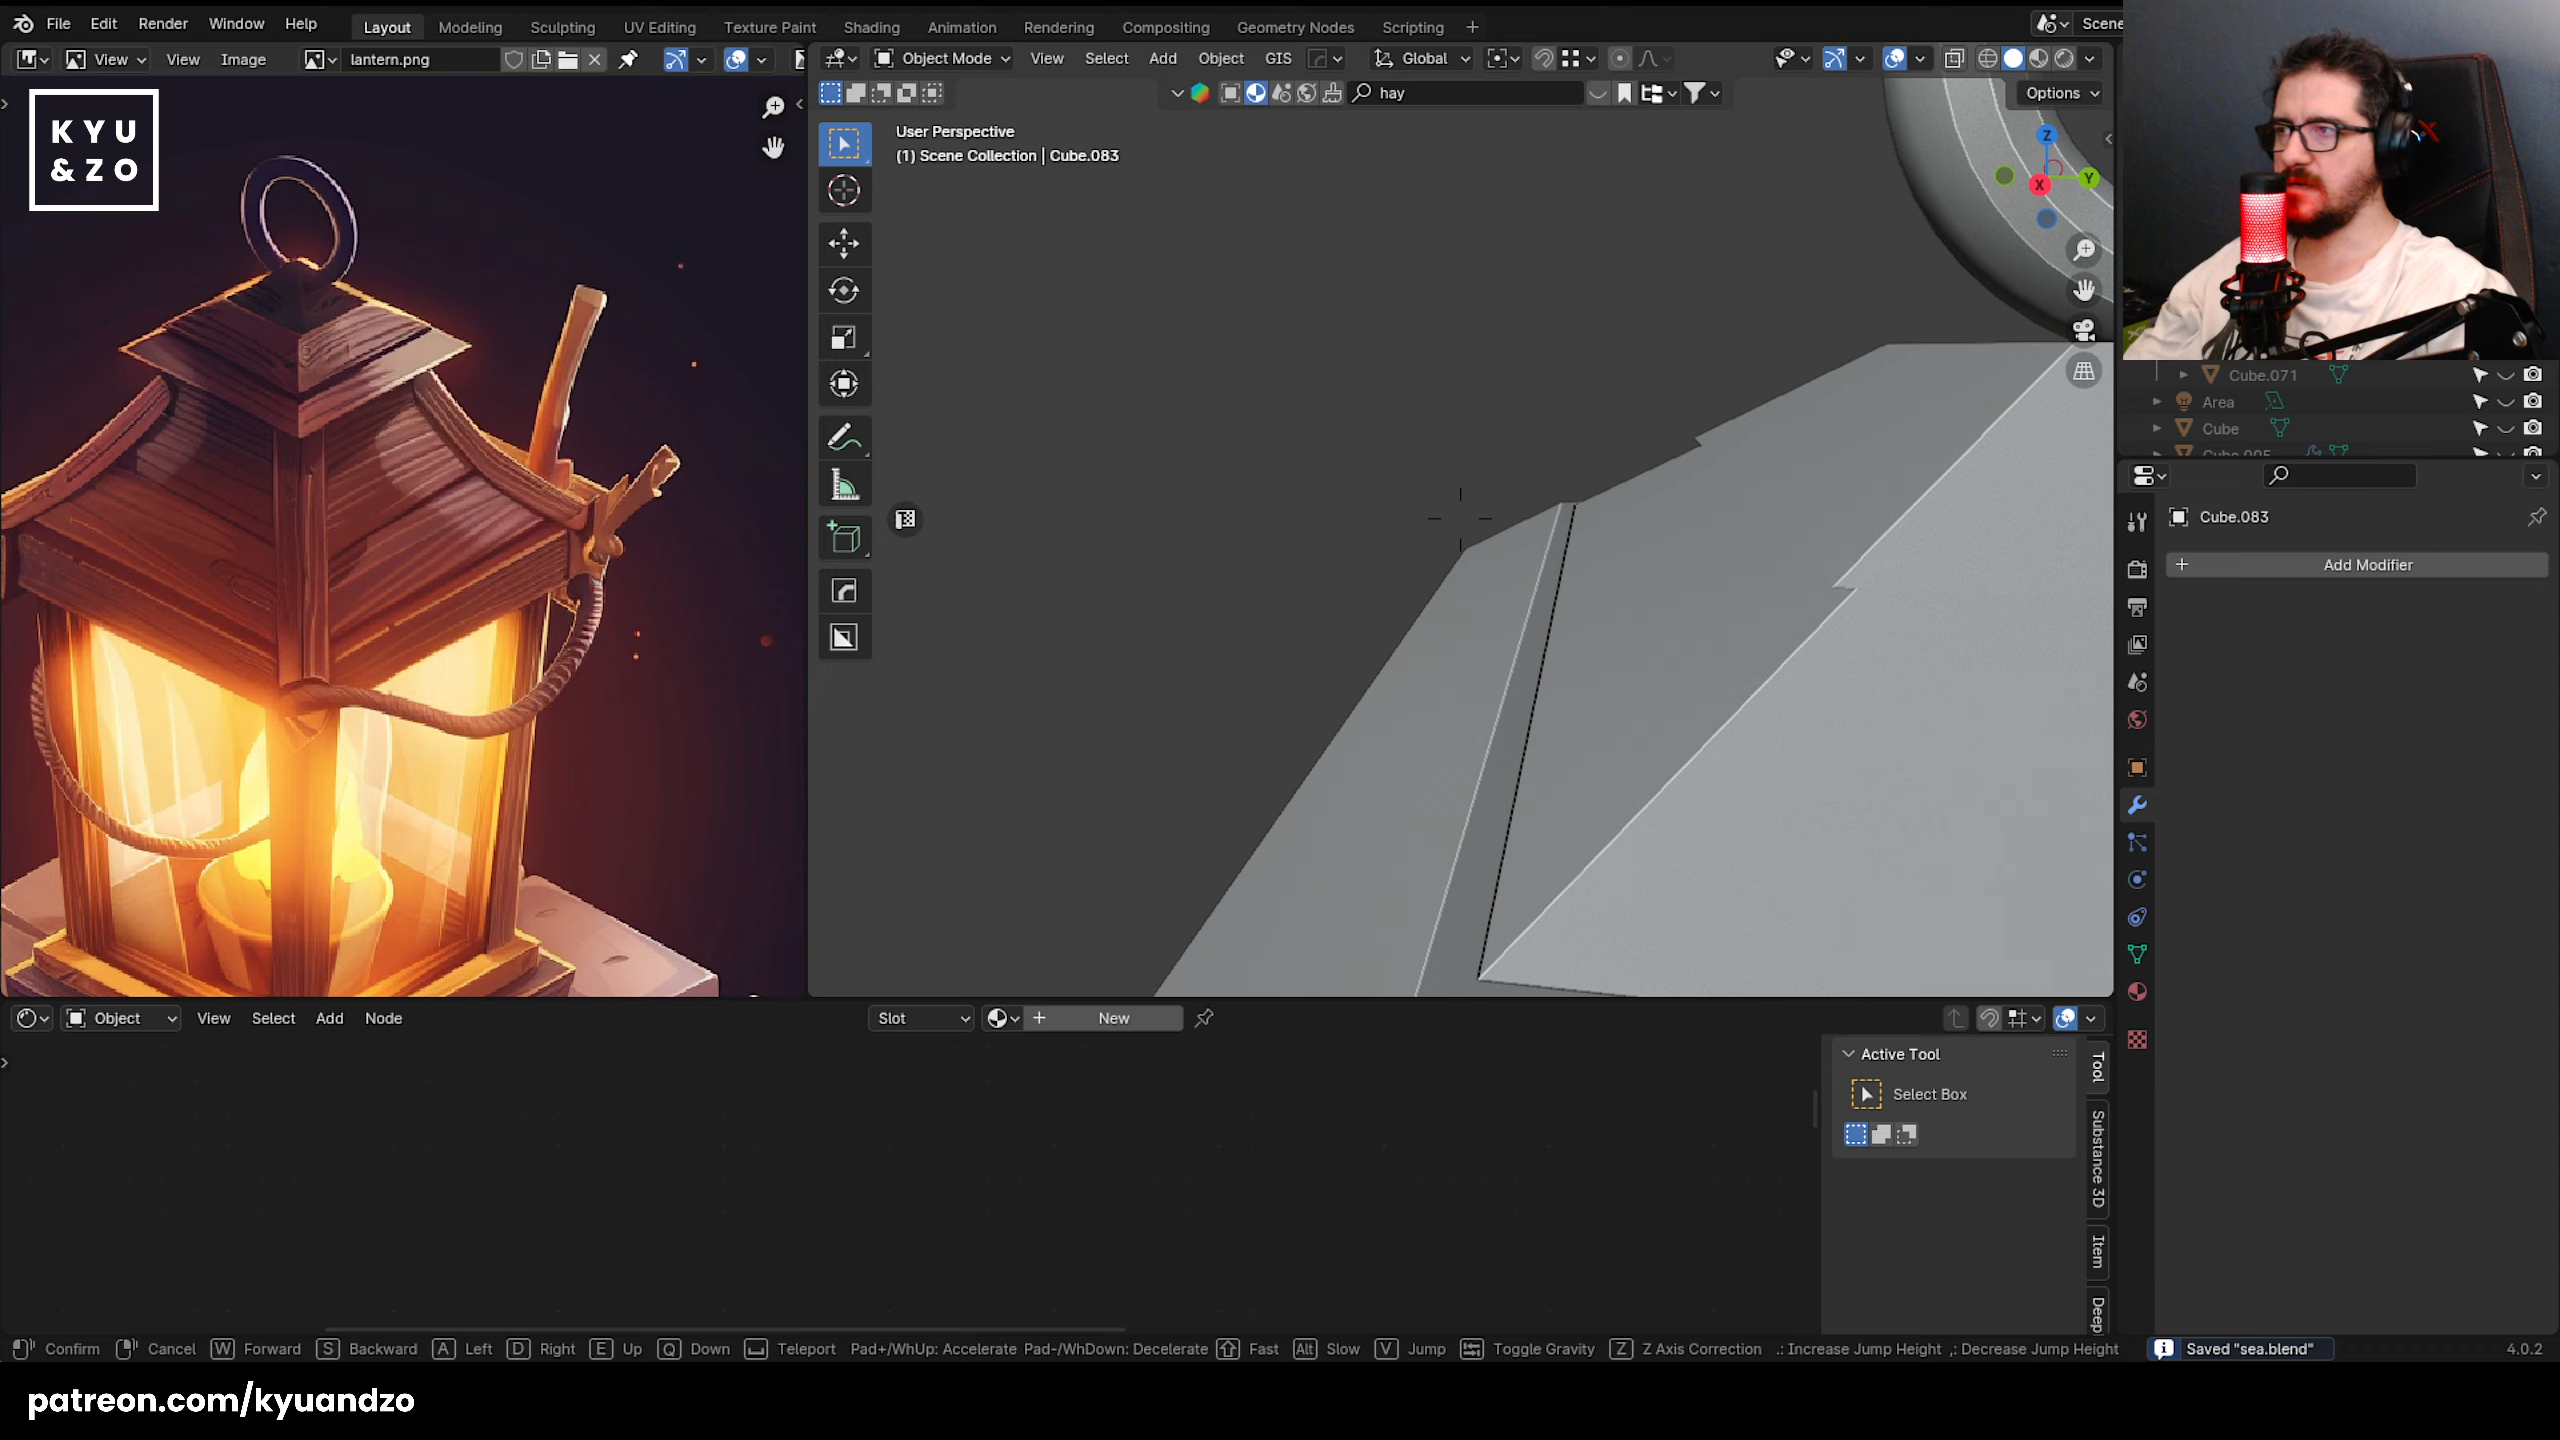 File Edit Render Window Help Layout Modeling Sculpting UV Editing Texture Paint Shading Animation Rendering Compositing Geometry Nodes Scripting + Scene
View View Image lantern.png Object Mode View Select Add Object GIS Global
hay Options
KYU
&ZO
User Perspective
(1) Scene Collection | Cube.083
Z
Y
X
Cube.071
Area
Cube
Cube.005
Cube.083
+ Add Modifier
Object View Select Add Node Slot + New
Active Tool
Select Box
Tool
Substance 3D
Item
Deep
Confirm Cancel W Forward S Backward A Left D Right E Up Q Down Teleport Pad+/WhUp: Accelerate Pad-/WhDown: Decelerate Fast Alt Slow V Jump Toggle Gravity Z Z Axis Correction .: Increase Jump Height ,: Decrease Jump Height Saved "sea.blend" 4.0.2
patreon.com/kyuandzo